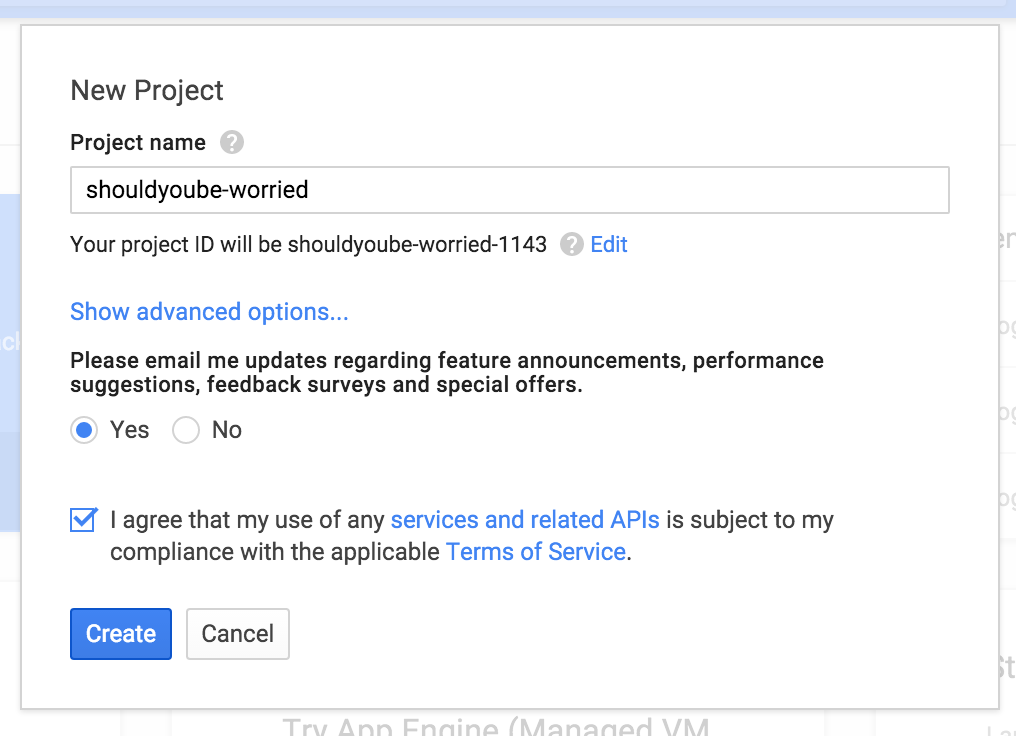 New Project
Project name ?
shouldyoube-worried
Your project ID will be shouldyoube-worried-1143 ? Edit
Show advanced options...
Please email me updates regarding feature announcements, performance
suggestions, feedback surveys and special offers.
Yes No
I agree that my use of any services and related APIs is subject to my
compliance with the applicable Terms of Service.
Create Cancel
Try App Engine (Managed VM